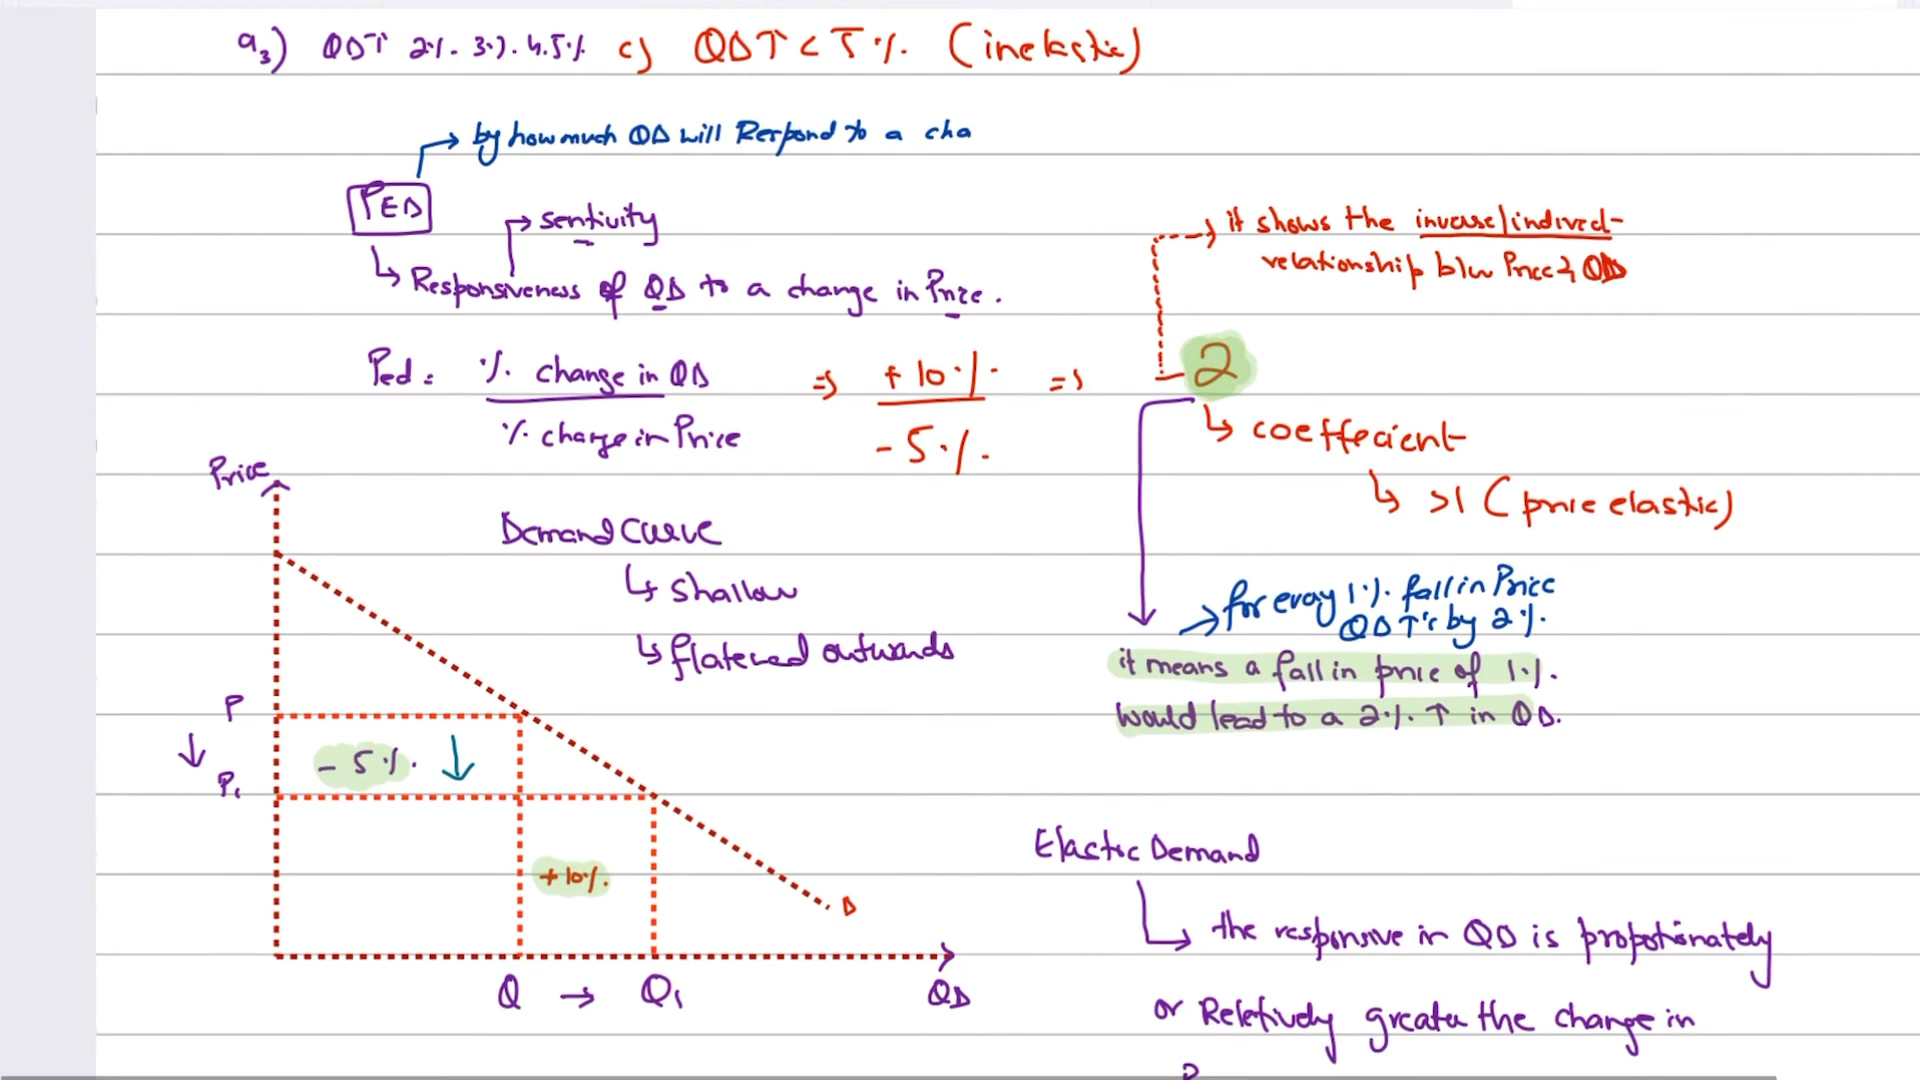 a3) QD↑ 2%. 3%. 4.5% c) QD↑ < 5%. (inelastic)
by how much QD will Respond to a cha
PED
sentivity
it shows the inverse/indirect
relationship b/w Price & QD
Responsiveness of QD to a change in Price.
Ped = % change in QD / % change in Price => +10% / -5%. => - 2
coeffecient
>1 (price elastic)
Price
Demand Curve
shallow
flatened outwards
for every 1%. fall in Price
QD ↑'s by 2%.
it means a fall in price of 1%.
would lead to a 2%. ↑ in QD.
P
↓
P1
-5%. ↓
+10%.
D
Q → Q1
QD
Elastic Demand
the responsive in QD is propotionately
or Reletively greater the change in
P